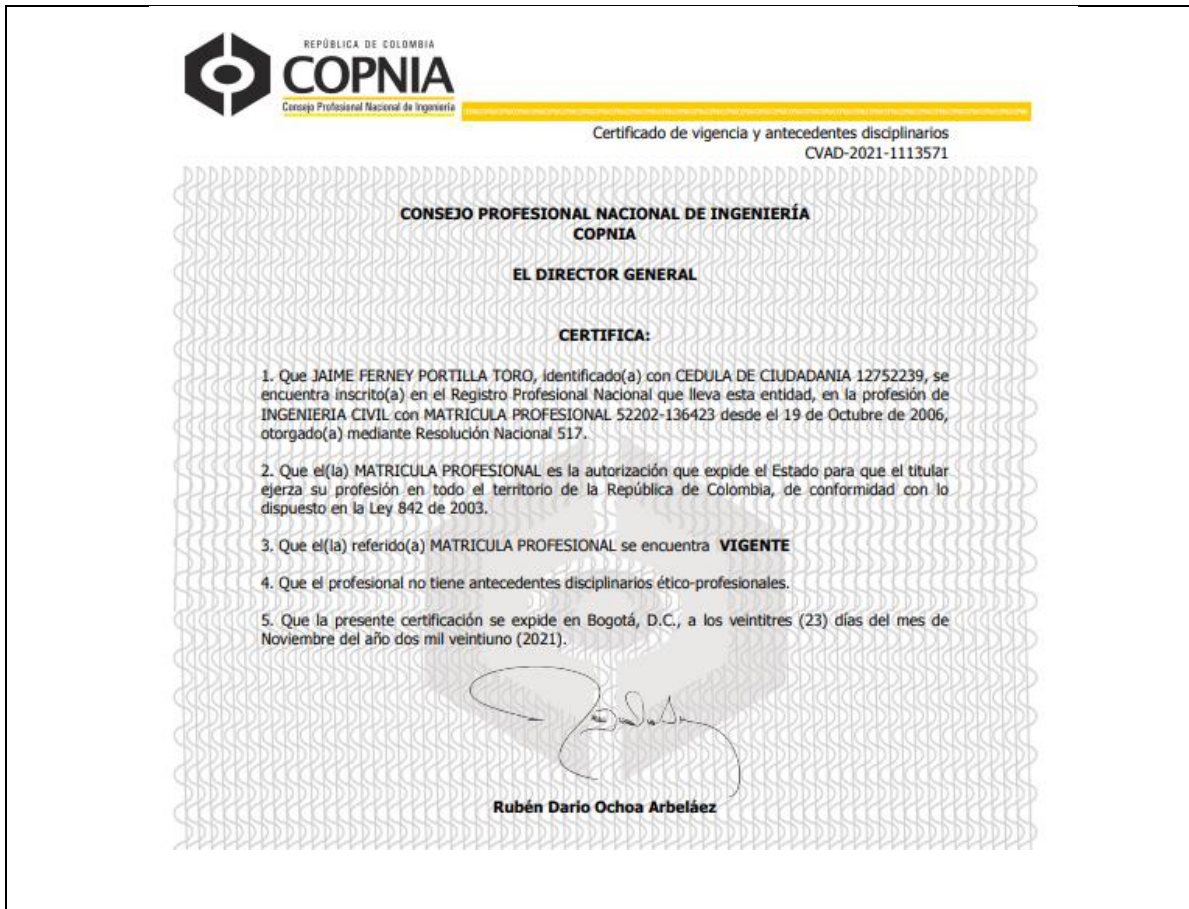 REPÚBLICA DE COLOMBIA
COPNIA
Consejo Profesional Nacional de Ingeniería
Certificado de vigencia y antecedentes disciplinarios
CVAD-2021-1113571
CONSEJO PROFESIONAL NACIONAL DE INGENIERÍA
COPNIA
EL DIRECTOR GENERAL
CERTIFICA:
1. Que JAIME FERNEY PORTILLA TORO, identificado(a) con CEDULA DE CIUDADANIA 12752239, se
encuentra inscrito(a) en el Registro Profesional Nacional que lleva esta entidad, en la profesión de
INGENIERIA CIVIL con MATRICULA PROFESIONAL 52202-136423 desde el 19 de Octubre de 2006,
otorgado(a) mediante Resolución Nacional 517.
2. Que el(la) MATRICULA PROFESIONAL es la autorización que expide el Estado para que el titular
ejerza su profesión en todo el territorio de la República de Colombia, de conformidad con lo
dispuesto en la Ley 842 de 2003.
3. Que el(la) referido(a) MATRICULA PROFESIONAL se encuentra VIGENTE
4. Que el profesional no tiene antecedentes disciplinarios ético-profesionales.
5. Que la presente certificación se expide en Bogotá, D.C., a los veintitres (23) días del mes de
Noviembre del año dos mil veintiuno (2021).
Rubén Dario Ochoa Arbeláez